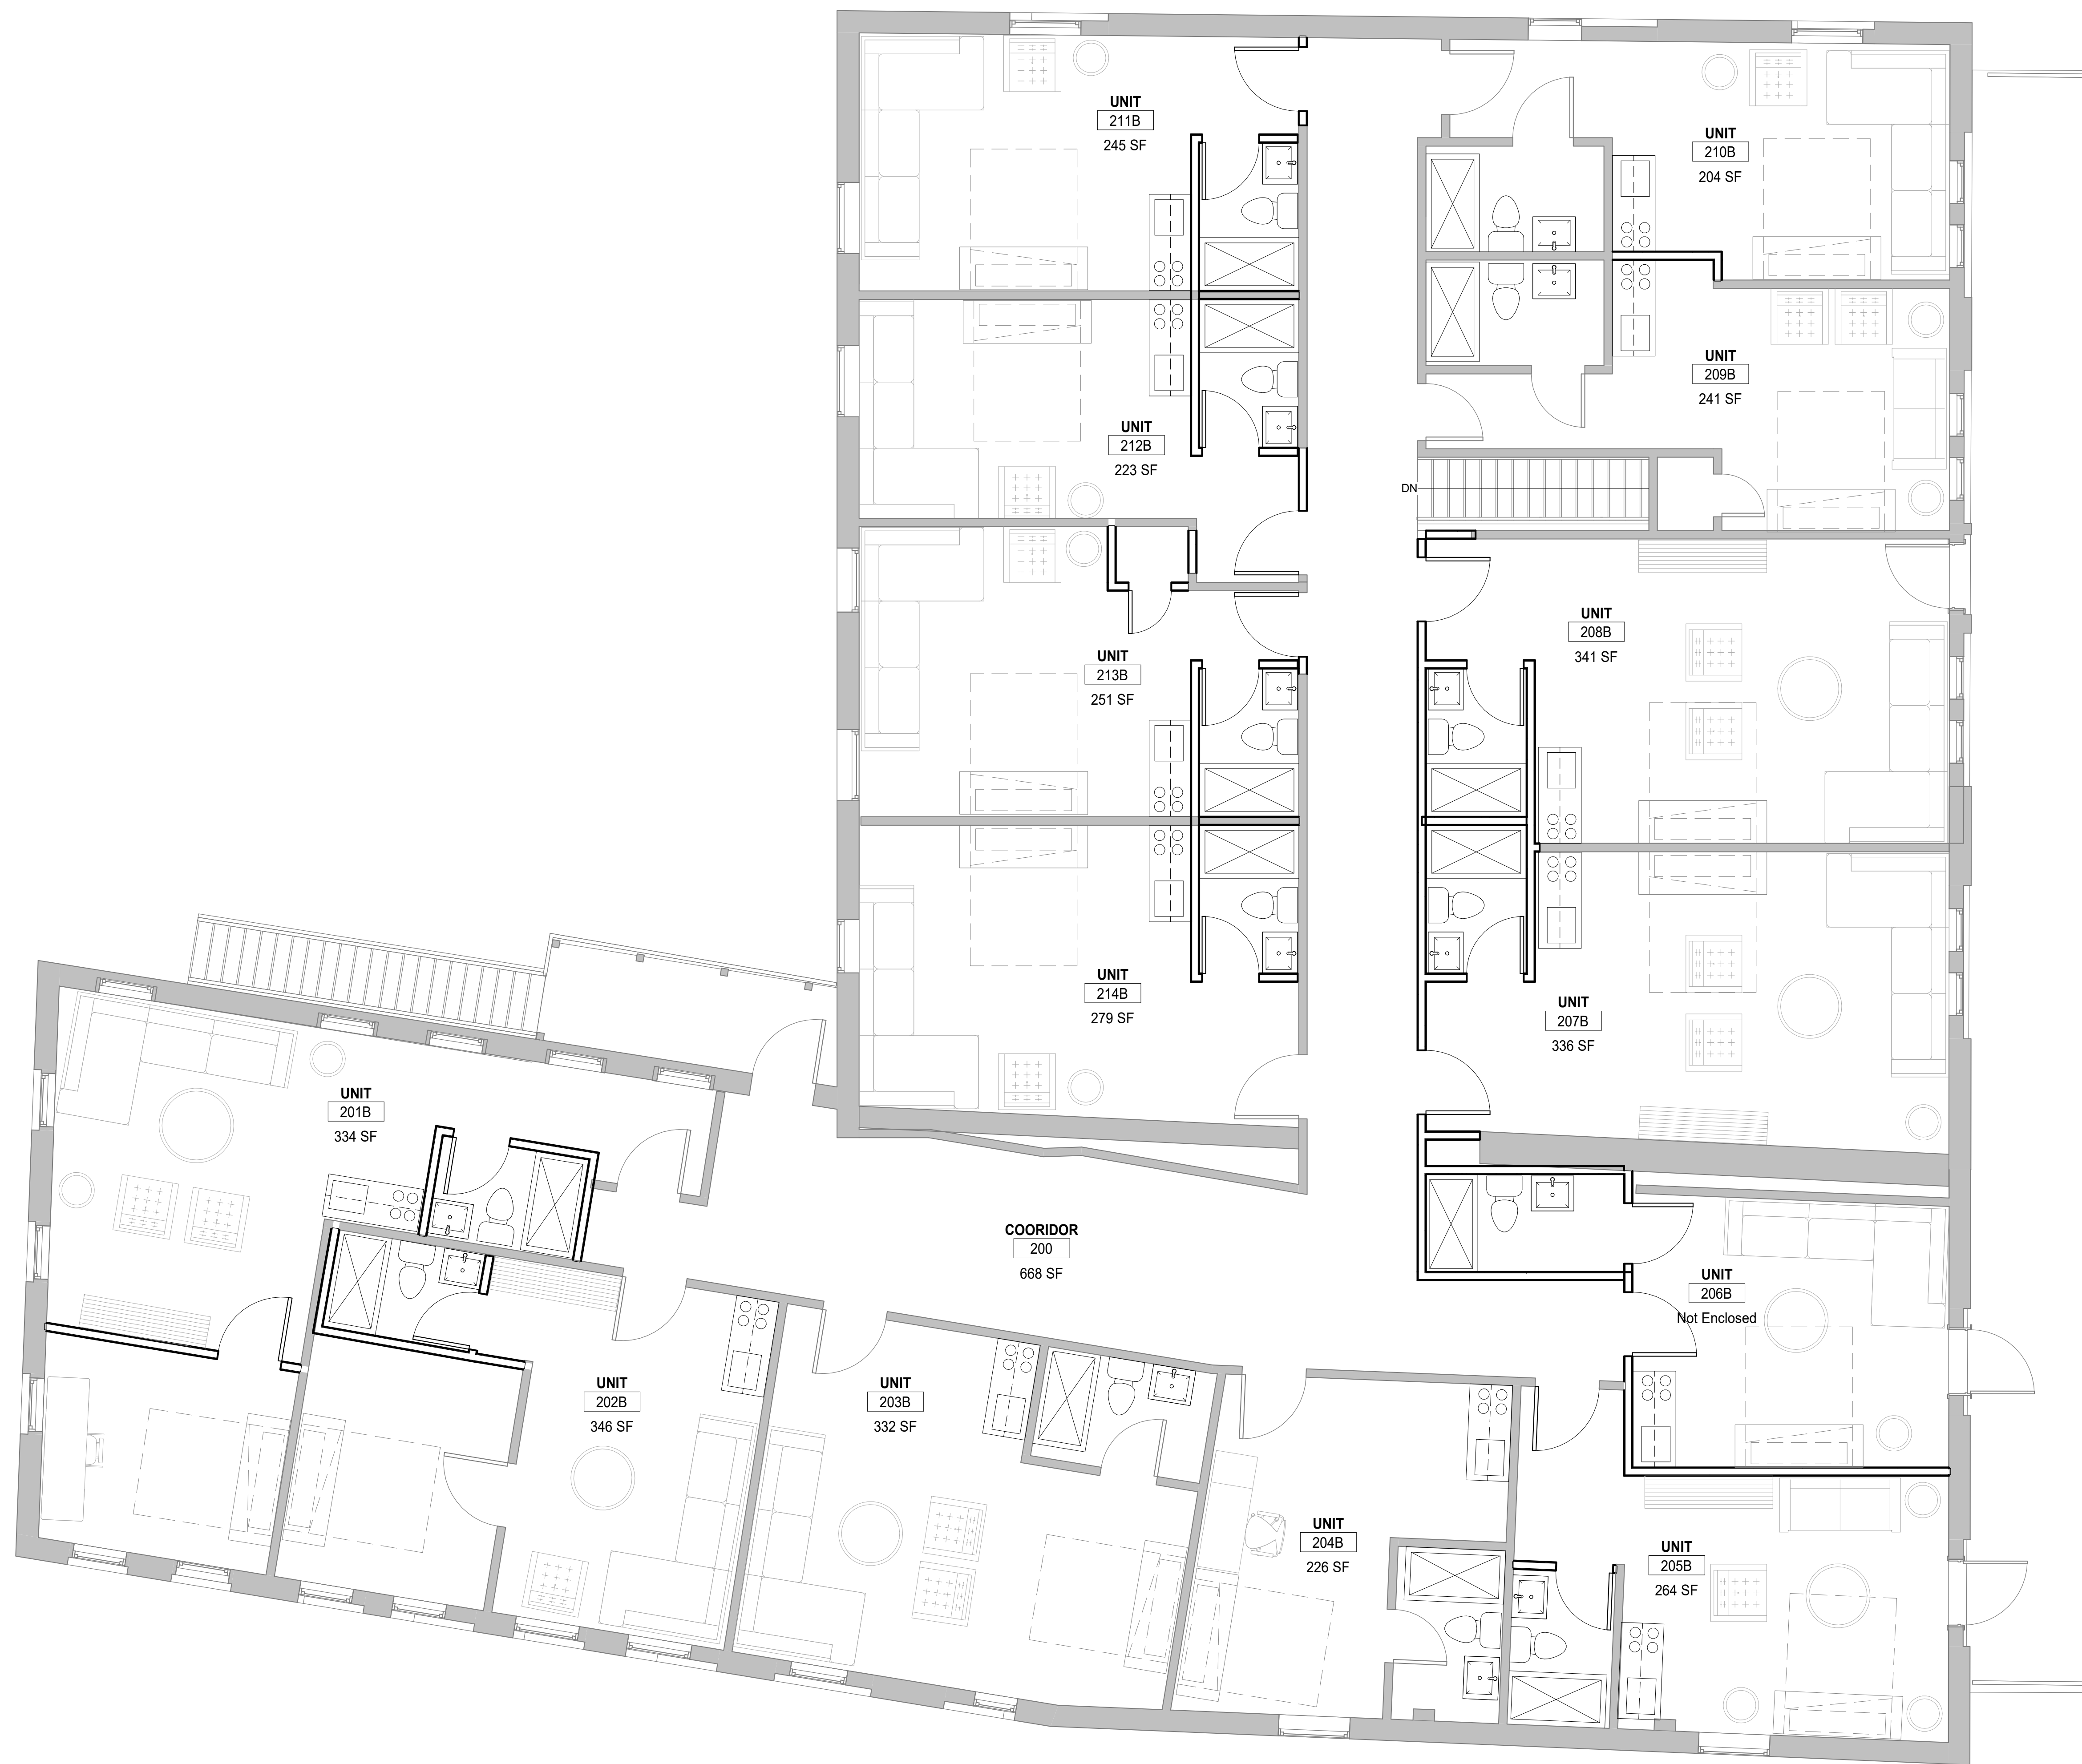 UNIT
211B
245 SF
UNIT
210B
204 SF
UNIT
209B
241 SF
UNIT
212B
223 SF
DN
UNIT
208B
341 SF
UNIT
213B
251 SF
UNIT
214B
279 SF
UNIT
207B
336 SF
UNIT
201B
334 SF
COORIDOR
200
668 SF
UNIT
206B
Not Enclosed
UNIT
202B
346 SF
UNIT
203B
332 SF
UNIT
204B
226 SF
UNIT
205B
264 SF